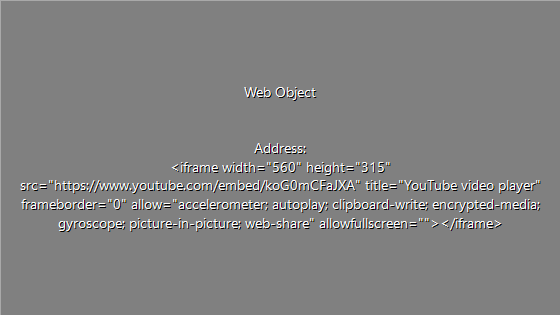 Web Object
Address:
<iframe width="560" height="315"
src="https://www.youtube.com/embed/koG0mCFaJXA" title="YouTube video player"
frameborder="0" allow="accelerometer; autoplay; clipboard-write; encrypted-media;
gyroscope; picture-in-picture; web-share" allowfullscreen=""></iframe>